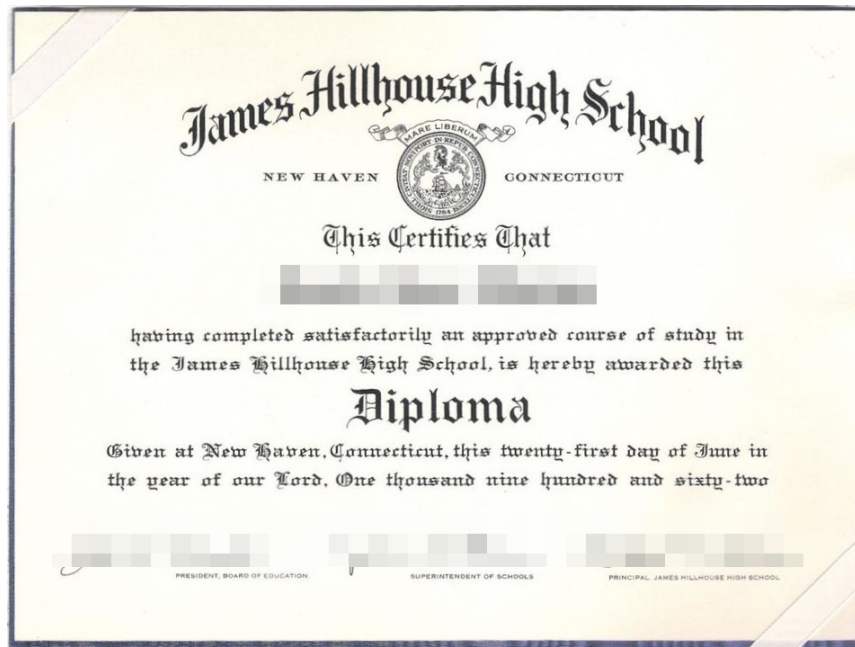 James Hillhouse High School
MARE LIBERUM
NEW HAVEN CONNECTICUT
1784
This Certifies That
having completed satisfactorily an approved course of study in
the James Hillhouse High School, is hereby awarded this
Diploma
Given at New Haven, Connecticut, this twenty-first day of June in
the year of our Lord, One thousand nine hundred and sixty-two
PRESIDENT, BOARD OF EDUCATION
SUPERINTENDENT OF SCHOOLS
PRINCIPAL, JAMES HILLHOUSE HIGH SCHOOL